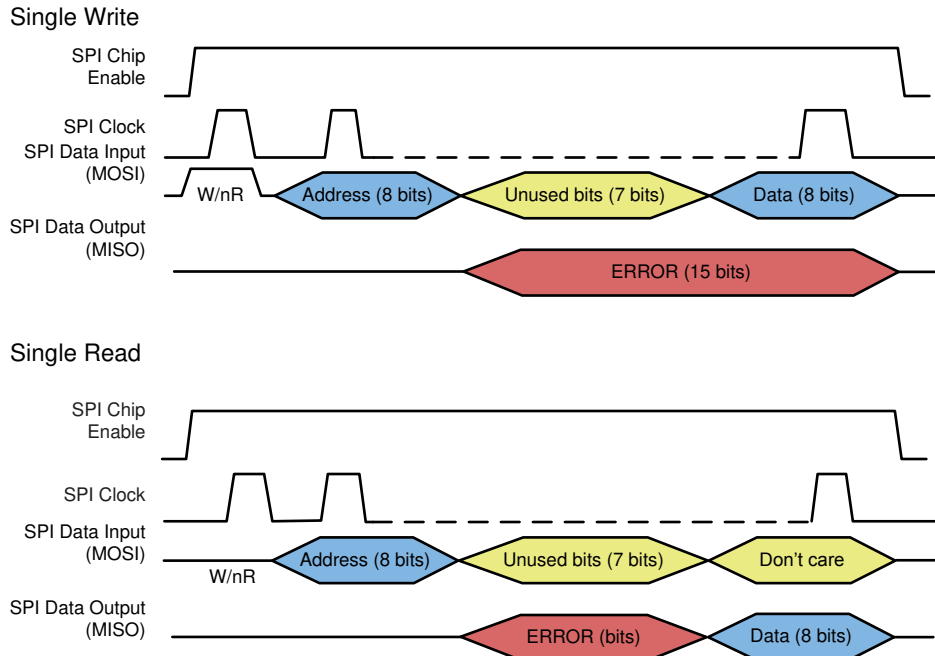 Single Write
SPI Chip
Enable
SPI Clock
SPI Data Input
(MOSI)
W/nR
Address (8 bits)
Unused bits (7 bits)
Data (8 bits)
SPI Data Output
(MISO)
ERROR (15 bits)
Single Read
SPI Chip
Enable
SPI Clock
SPI Data Input
(MOSI)
W/nR
Address (8 bits)
Unused bits (7 bits)
Don't care
SPI Data Output
(MISO)
ERROR (bits)
Data (8 bits)